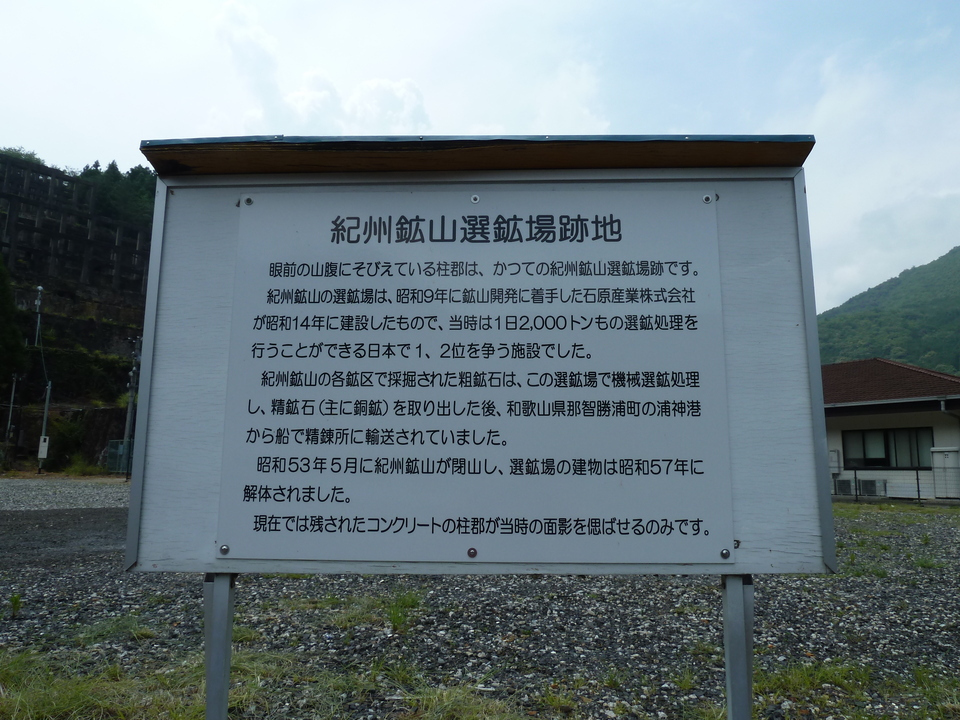 紀州鉱山選鉱場跡地
眼前の山腹にそびえている柱郡は、かつての紀州鉱山選鉱場跡です。
紀州鉱山の選鉱場は、昭和9年に鉱山開発に着手した石原産業株式会社
が昭和14年に建設したもので、当時は1日2,000トンもの選鉱処理を
行うことができる日本で1、2位を争う施設でした。
紀州鉱山の各鉱区で採掘された粗鉱石は、この選鉱場で機械選鉱処理
し、精鉱石（主に銅鉱）を取り出した後、和歌山県那智勝浦町の浦神港
から船で精錬所に輸送されていました。
昭和53年5月に紀州鉱山が閉山し、選鉱場の建物は昭和57年に
解体されました。
現在では残されたコンクリートの柱郡が当時の面影を偲ばせるのみです。